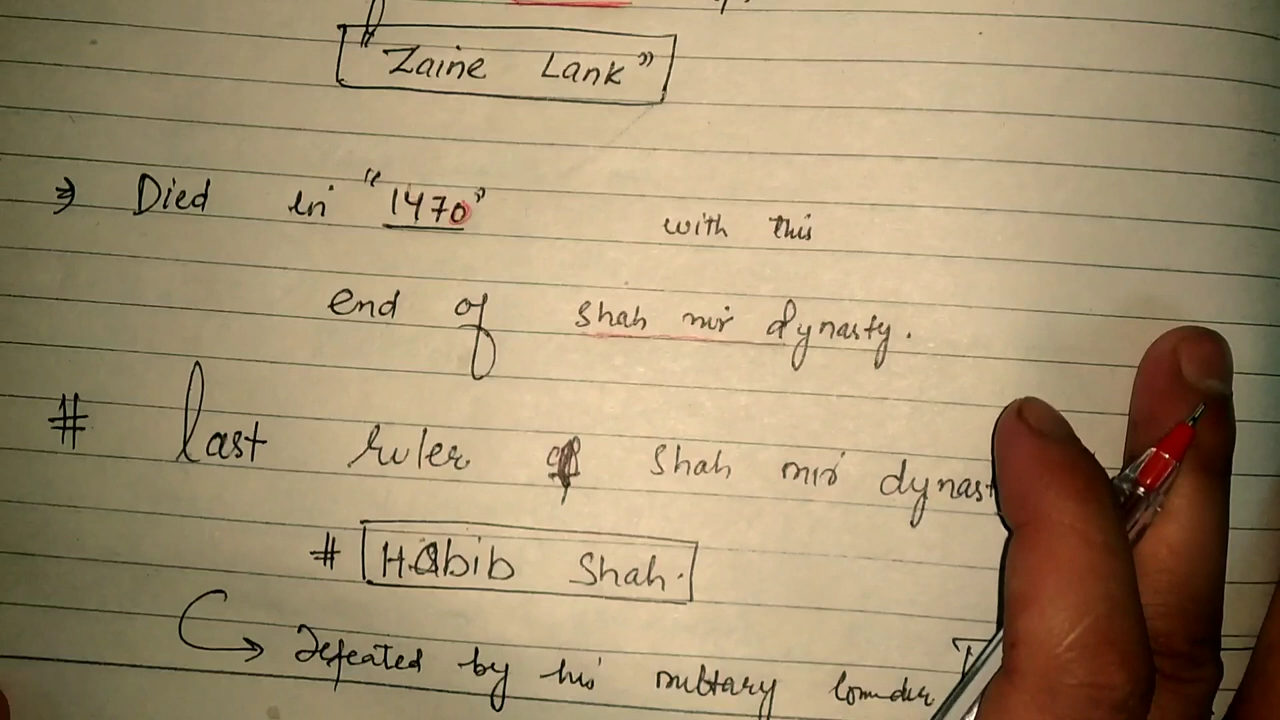 "Zaine Lank"
⇒ Died in "1470" with this
end of Shah mir dynasty.
# Last ruler of Shah mir dynast
# Habib Shah.
↪ Defeated by his